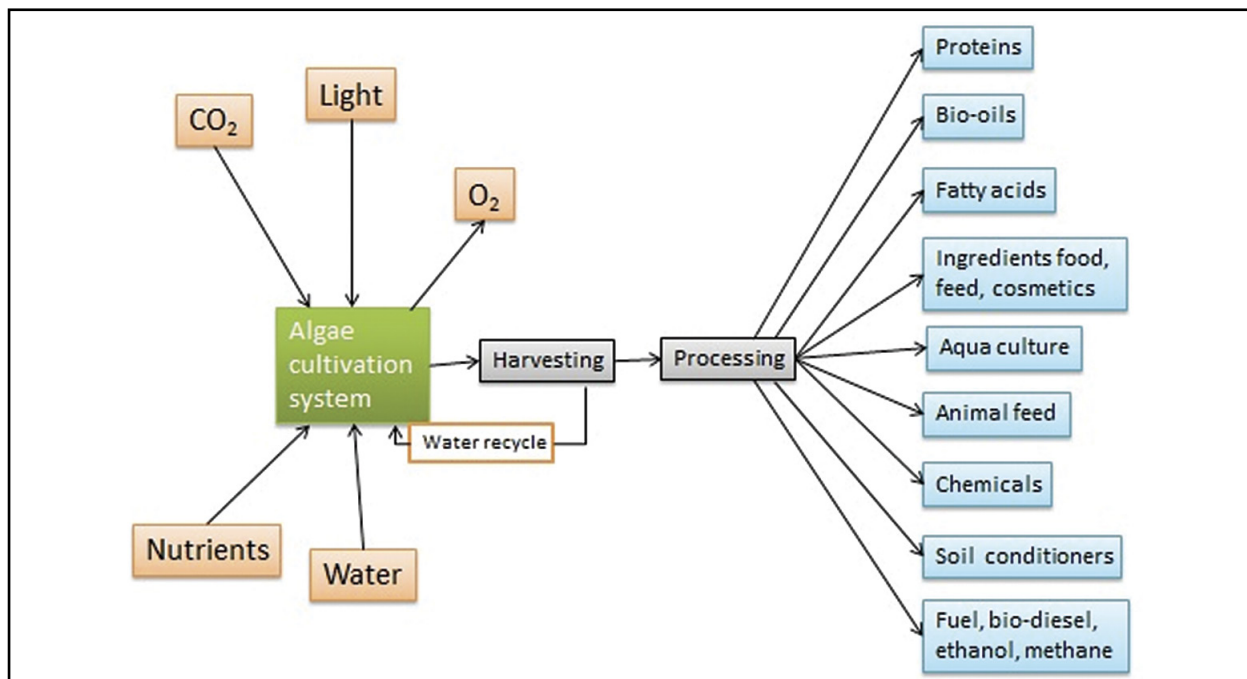 CO₂
Light
O₂
Algae
cultivation
system
Nutrients
Water
Harvesting
Water recycle
Processing
Proteins
Bio-oils
Fatty acids
Ingredients food,
feed, cosmetics
Aqua culture
Animal feed
Chemicals
Soil conditioners
Fuel, bio-diesel,
ethanol, methane